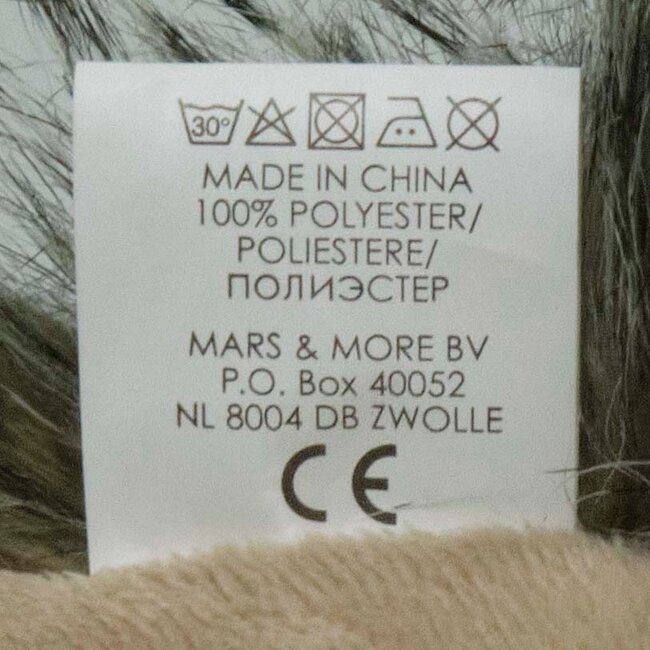 30°
MADE IN CHINA
100% POLYESTER/
POLIESTERE/
ПОЛИЭСТЕР
MARS & MORE BV
P.O. Box 40052
NL 8004 DB ZWOLLE
CE